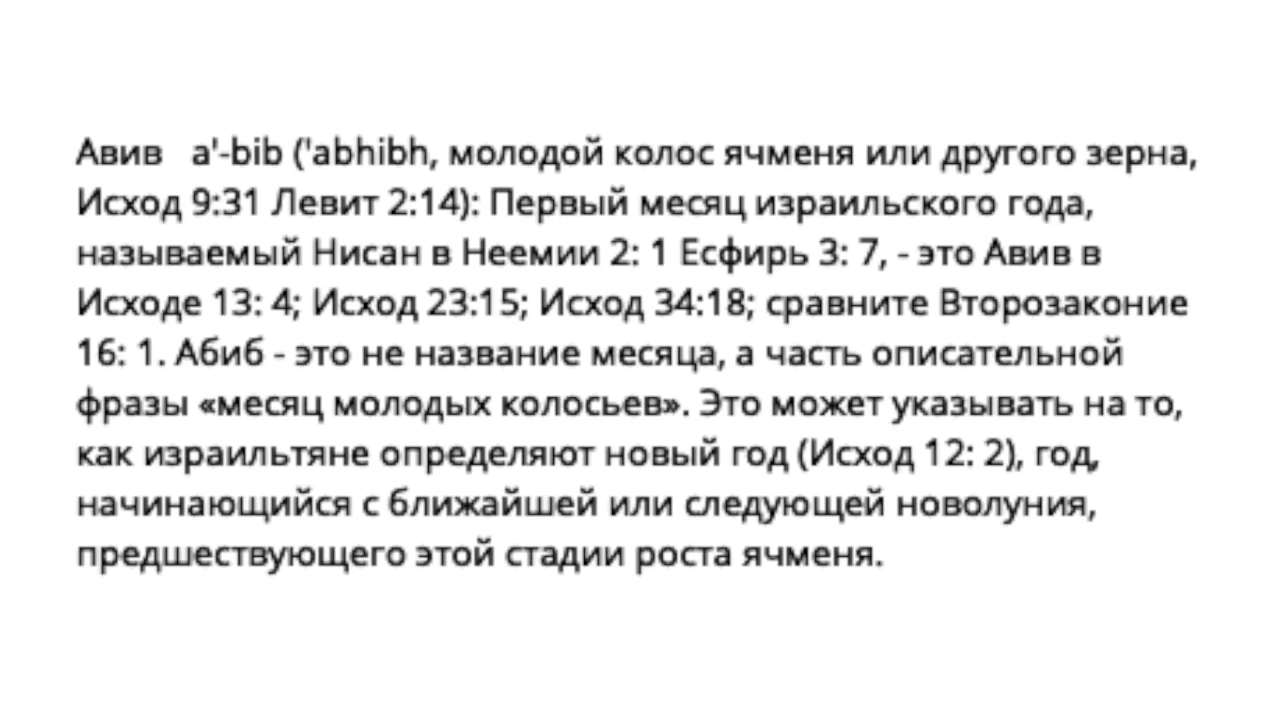 Авив a'-bib ('abhibh, молодой колос ячменя или другого зерна,
Исход 9:31 Левит 2:14): Первый месяц израильского года,
называемый Нисан в Неемии 2: 1 Есфирь 3: 7, - это Авив в
Исходе 13: 4; Исход 23:15; Исход 34:18; сравните Второзаконие
16: 1. Абиб - это не название месяца, а часть описательной
фразы «месяц молодых колосьев». Это может указывать на то,
как израильтяне определяют новый год (Исход 12: 2), год,
начинающийся с ближайшей или следующей новолуния,
предшествующего этой стадии роста ячменя.